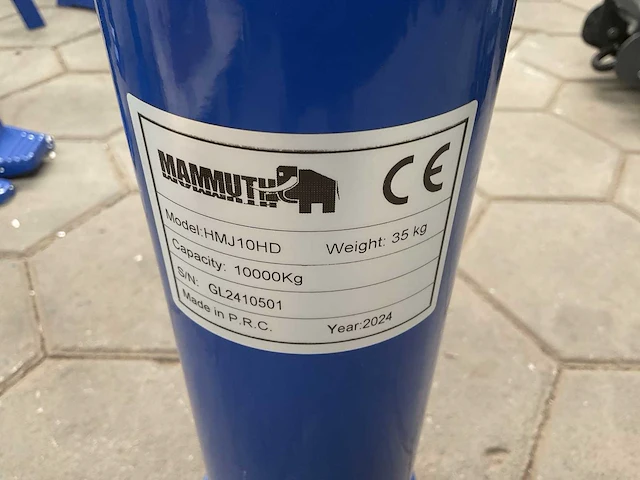 MAMMUTH
CE
Model:HMJ10HD Weight: 35 kg
Capacity: 10000Kg
S/N: GL2410501
Made in P.R.C. Year:2024